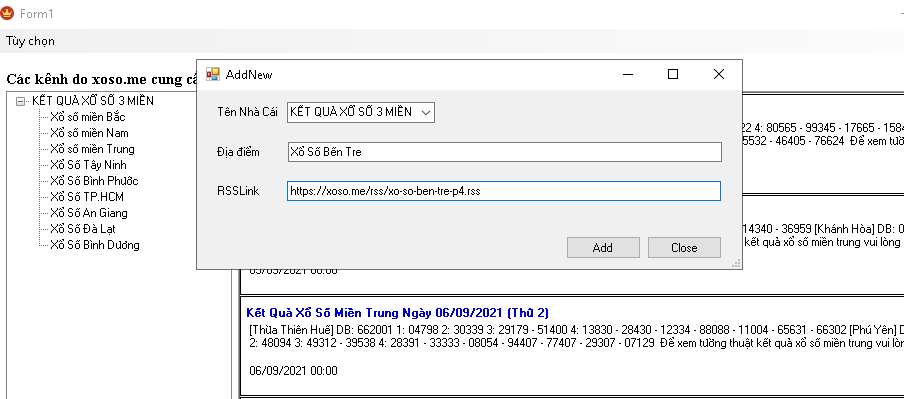 Form1
Tùy chọn
Các kênh do xoso.me cung cấ
KẾT QUẢ XỔ SỐ 3 MIỀN
Xổ số miền Bắc
Xổ số miền Nam
Xổ số miền Trung
Xổ Số Tây Ninh
Xổ Số Bình Phước
Xổ Số TP.HCM
Xổ Số An Giang
Xổ Số Đà Lạt
Xổ Số Bình Dương
AddNew
Tên Nhà Cái KẾT QUẢ XỔ SỐ 3 MIỀN
Địa điểm Xổ Số Bến Tre
RSSLink https://xoso.me/rss/xo-so-ben-tre-p4.rss
Add Close
22 4: 80565 - 99345 - 17665 - 1584
5532 - 46405 - 76624 Để xem tườ
14340 - 36959 [Khánh Hòa] DB: 0
kết quả xổ số miền trung vui lòng
05/09/2021 00:00
Kết Quả Xổ Số Miền Trung Ngày 06/09/2021 (Thứ 2)
[Thừa Thiên Huế] DB: 662001 1: 04798 2: 30339 3: 29179 - 51400 4: 13830 - 28430 - 12334 - 88088 - 11004 - 65631 - 66302 [Phú Yên] D
2: 48094 3: 49312 - 39538 4: 28391 - 33333 - 08054 - 94407 - 77407 - 29307 - 07129 Để xem tường thuật kết quả xổ số miền trung vui lòn
06/09/2021 00:00